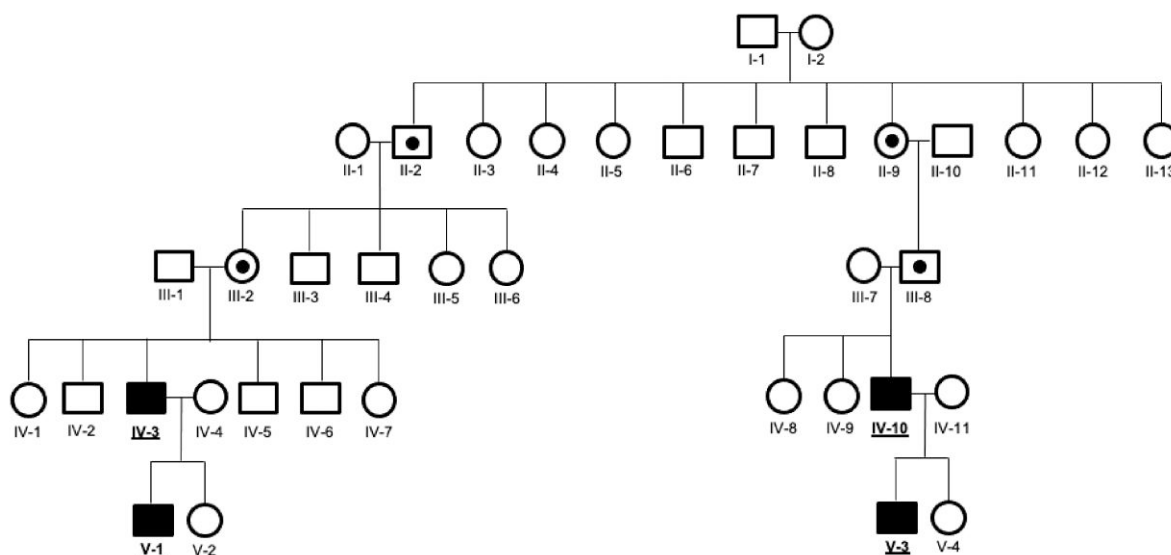 I-1 I-2
II-1 II-2 II-3 II-4 II-5 II-6 II-7 II-8 II-9 II-10 II-11 II-12 II-13
III-1 III-2 III-3 III-4 III-5 III-6 III-7 III-8
IV-1 IV-2 IV-3 IV-4 IV-5 IV-6 IV-7 IV-8 IV-9 IV-10 IV-11
V-1 V-2 V-3 V-4